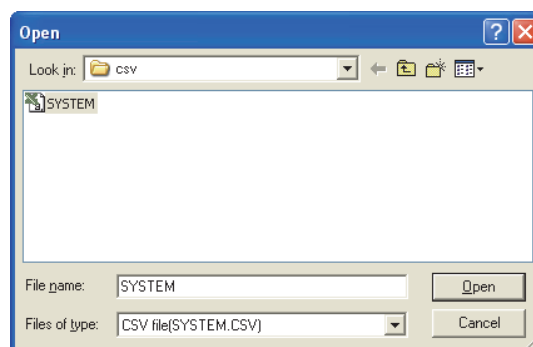 Open
Look in: csv
SYSTEM
File name: SYSTEM Open
Files of type: CSV file(SYSTEM.CSV) Cancel